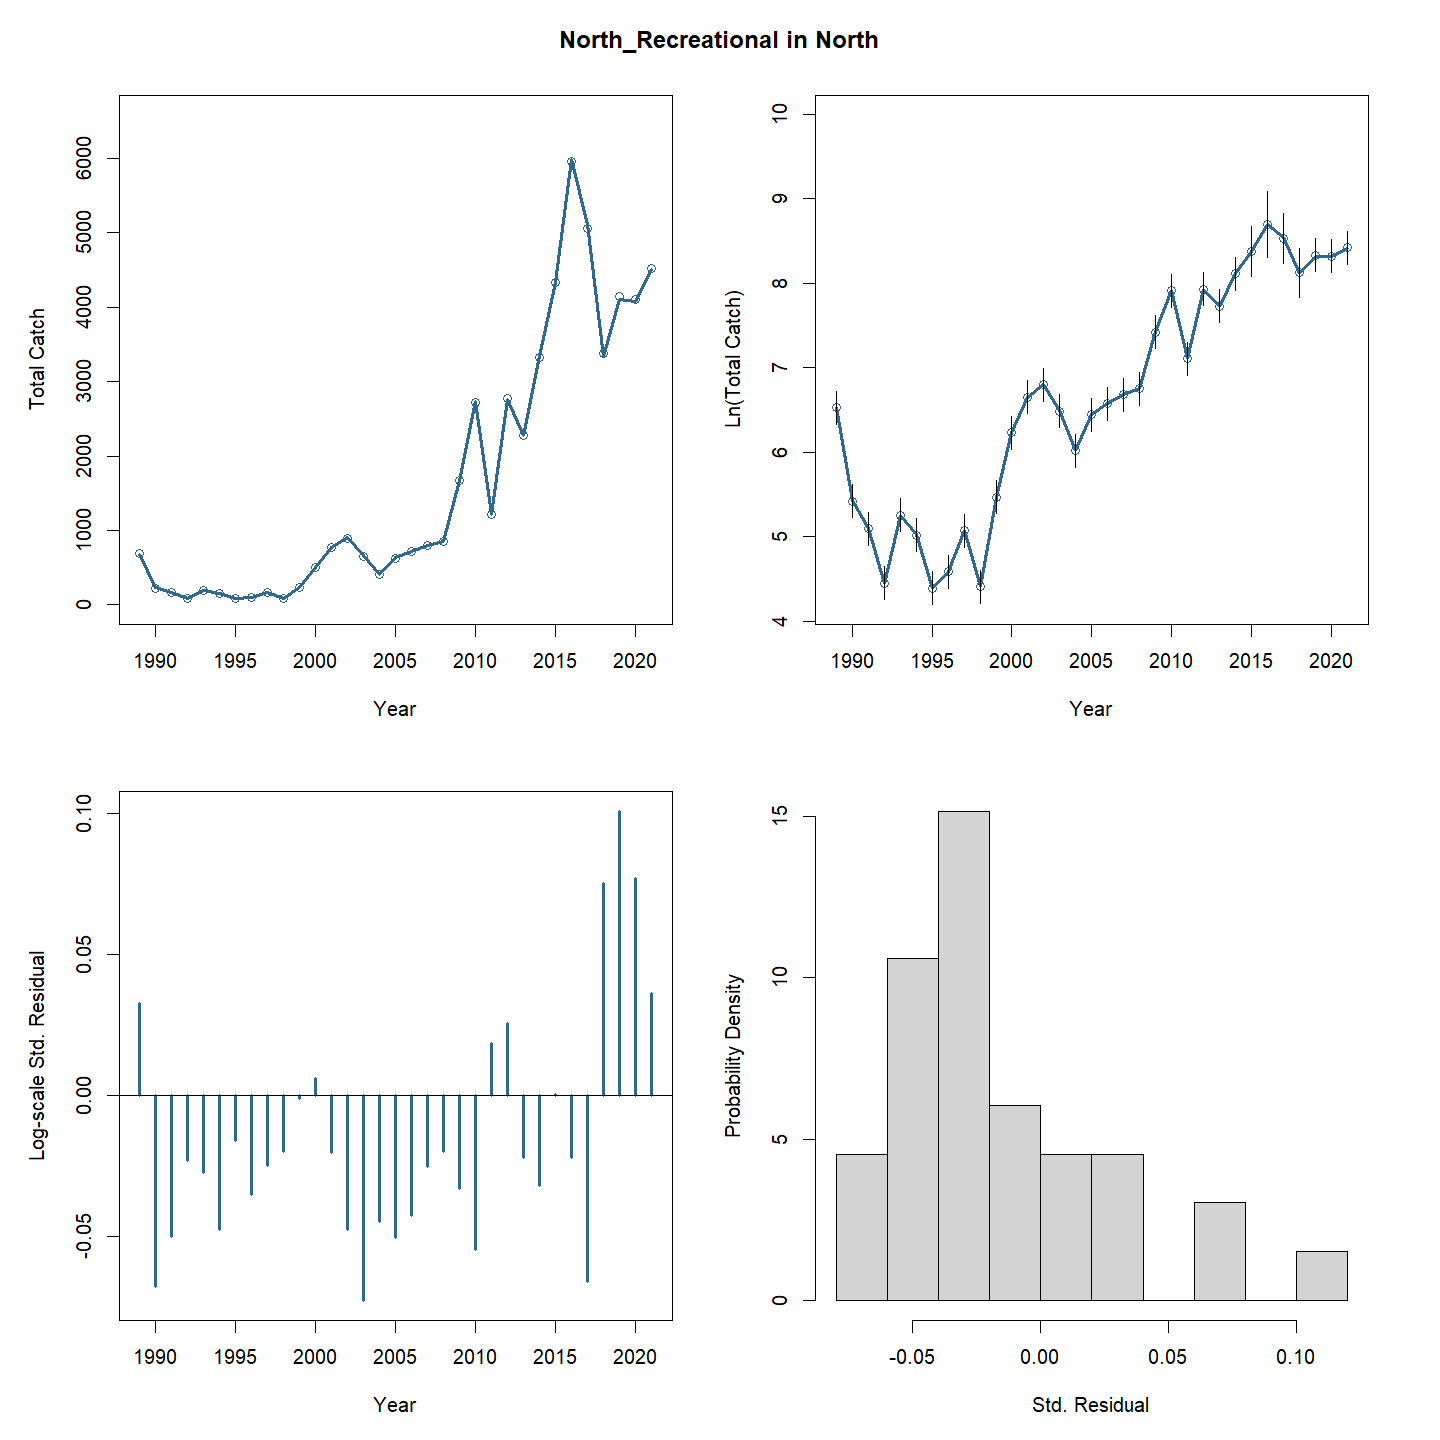 North_Recreational in North
Total Catch
6000
5000
4000
3000
2000
1000
0
1990 1995 2000 2005 2010 2015 2020
Year
Ln(Total Catch)
10
9
8
7
6
5
4
1990 1995 2000 2005 2010 2015 2020
Year
Log-scale Std. Residual
0.10
0.05
0.00
-0.05
1990 1995 2000 2005 2010 2015 2020
Year
Probability Density
15
10
5
0
-0.05 0.00 0.05 0.10
Std. Residual